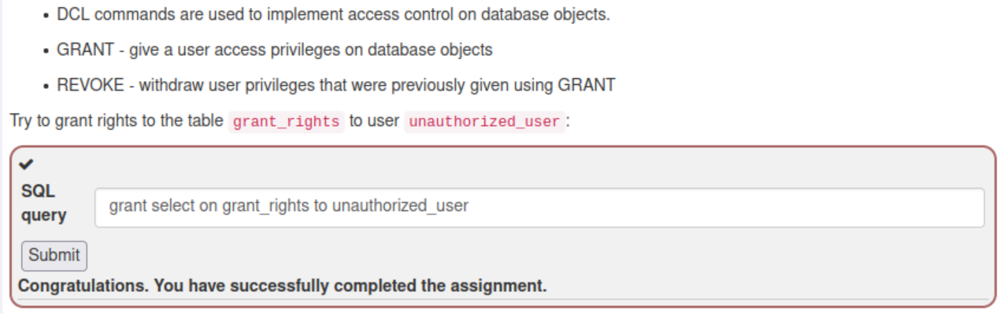 • DCL commands are used to implement access control on database objects.
• GRANT - give a user access privileges on database objects
• REVOKE - withdraw user privileges that were previously given using GRANT
Try to grant rights to the table grant_rights to user unauthorized_user:
✔
SQL
query
grant select on grant_rights to unauthorized_user
Submit
Congratulations. You have successfully completed the assignment.